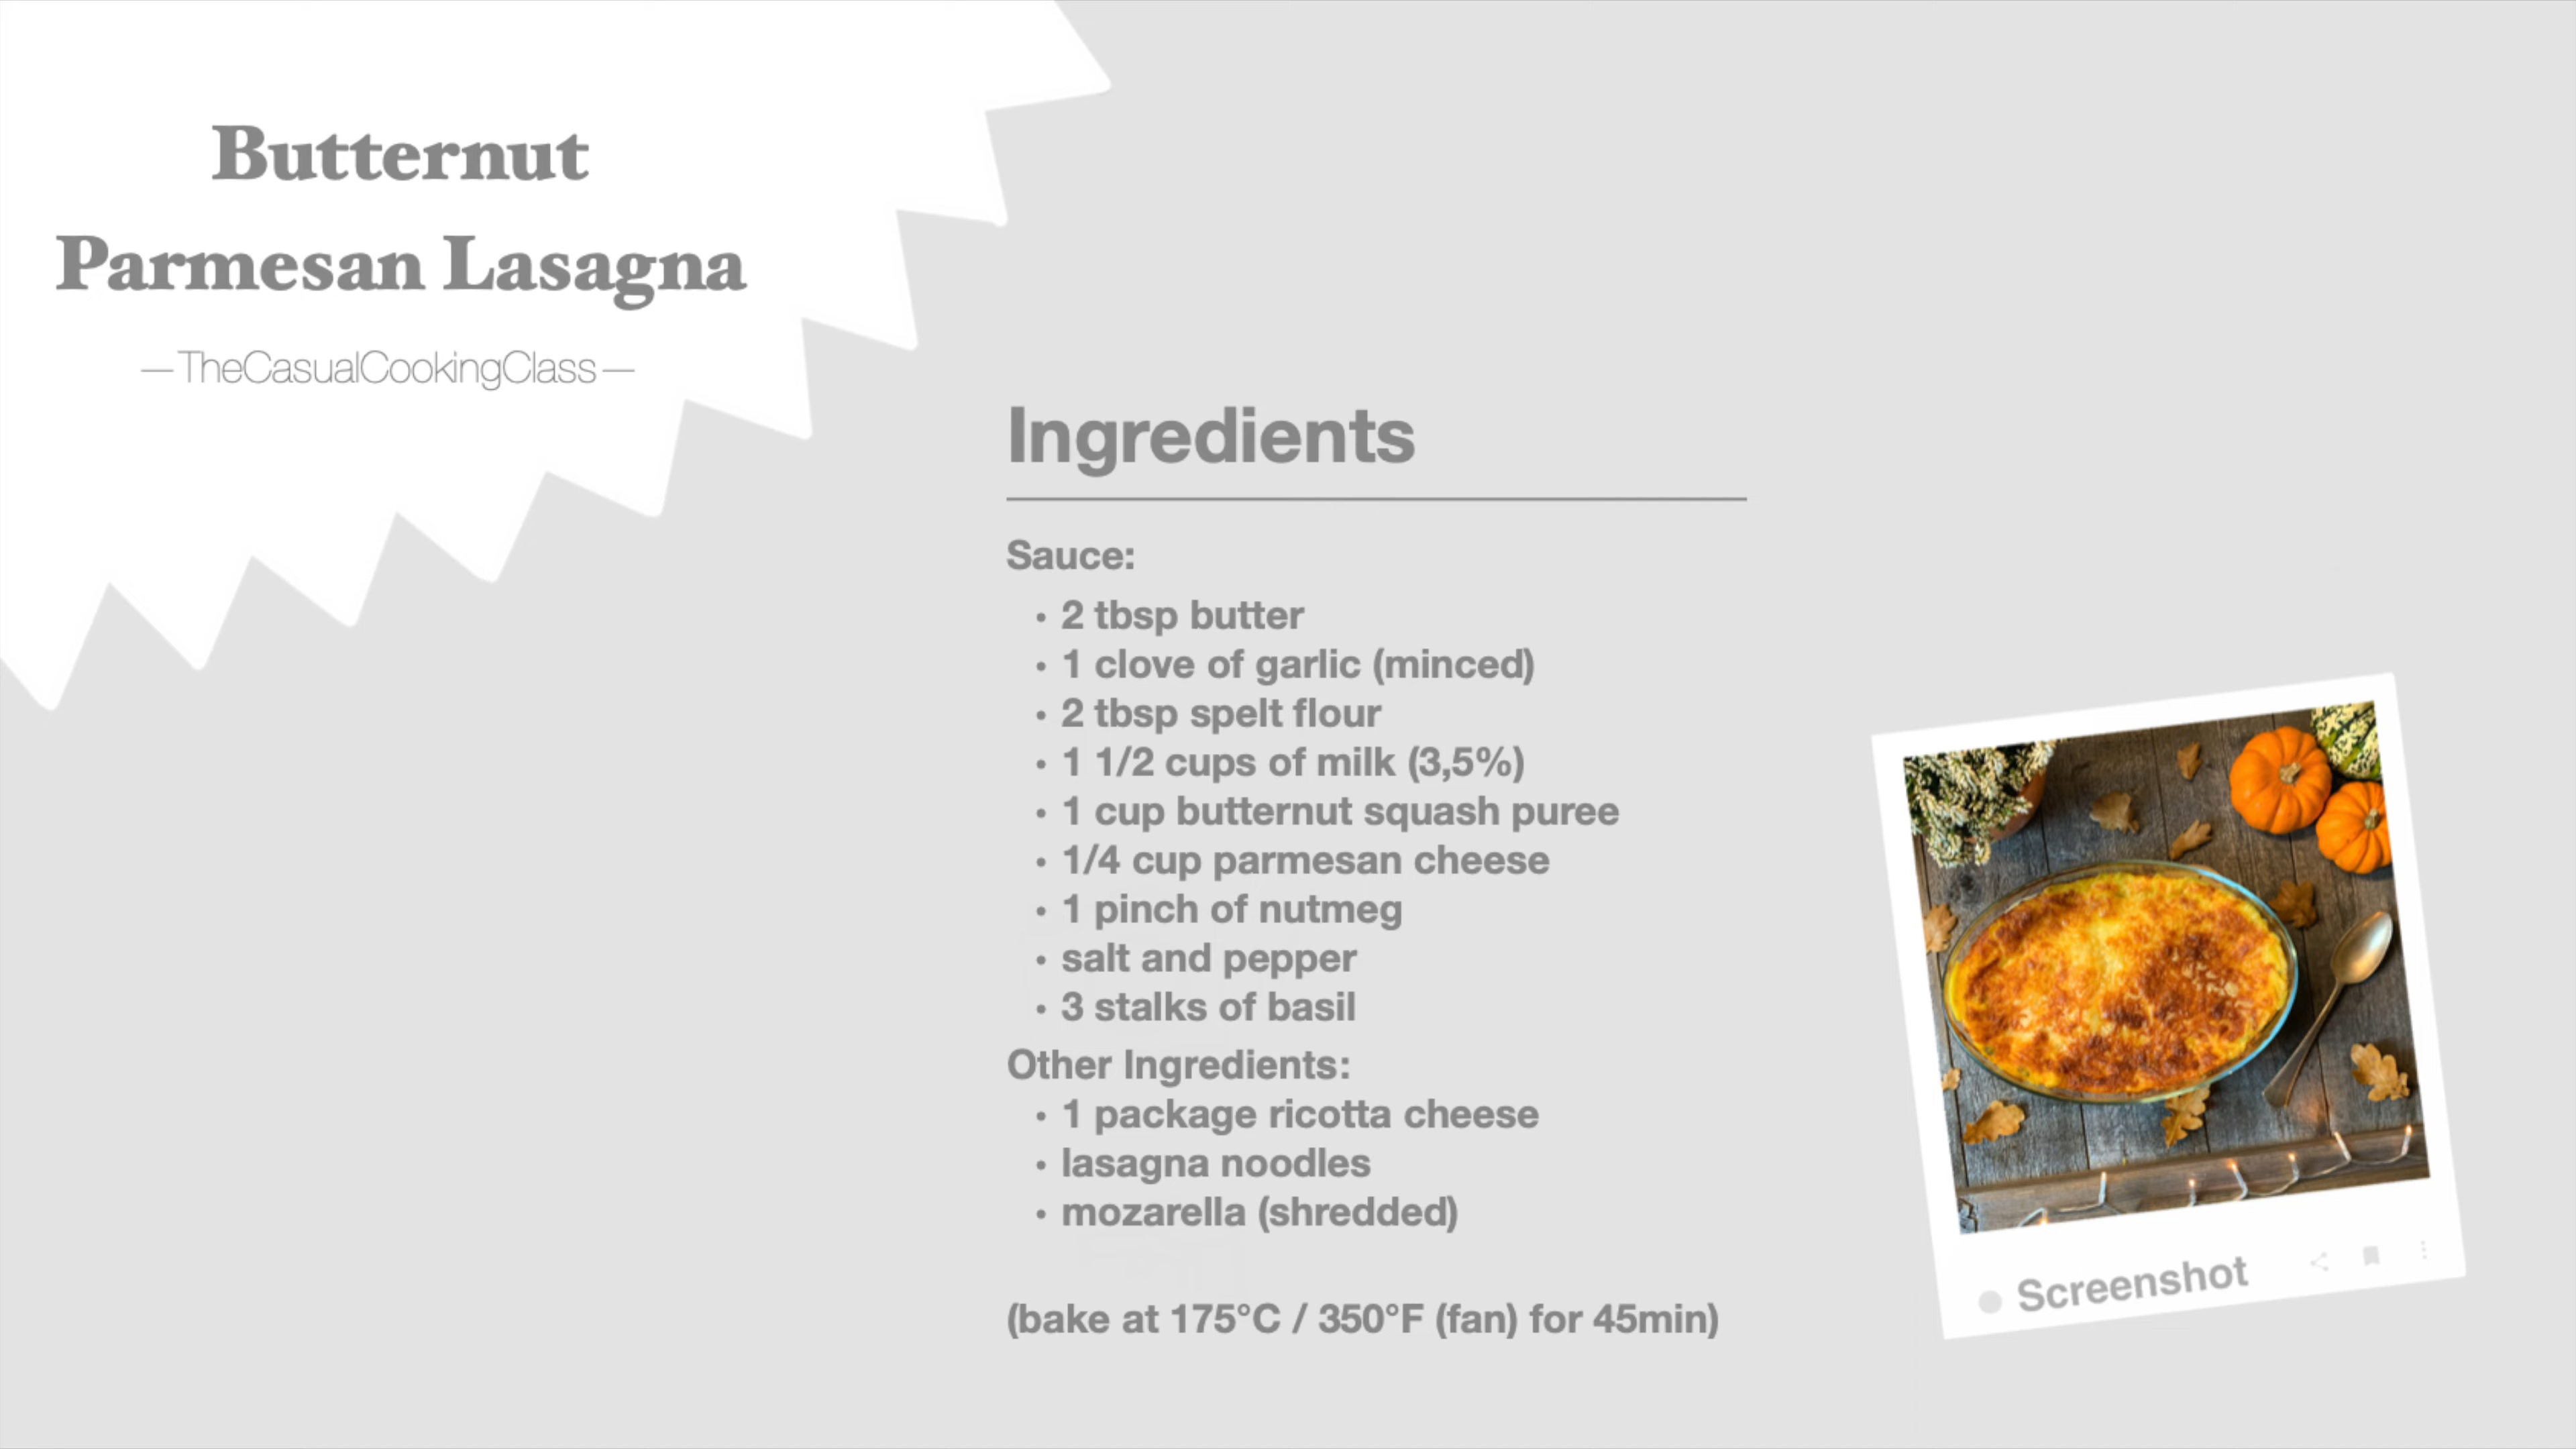 Butternut
Parmesan Lasagna
—TheCasualCookingClass—
Ingredients
Sauce:
• 2 tbsp butter
• 1 clove of garlic (minced)
• 2 tbsp spelt flour
• 1 1/2 cups of milk (3,5%)
• 1 cup butternut squash puree
• 1/4 cup parmesan cheese
• 1 pinch of nutmeg
• salt and pepper
• 3 stalks of basil
Other Ingredients:
• 1 package ricotta cheese
• lasagna noodles
• mozarella (shredded)
(bake at 175°C / 350°F (fan) for 45min)
Screenshot